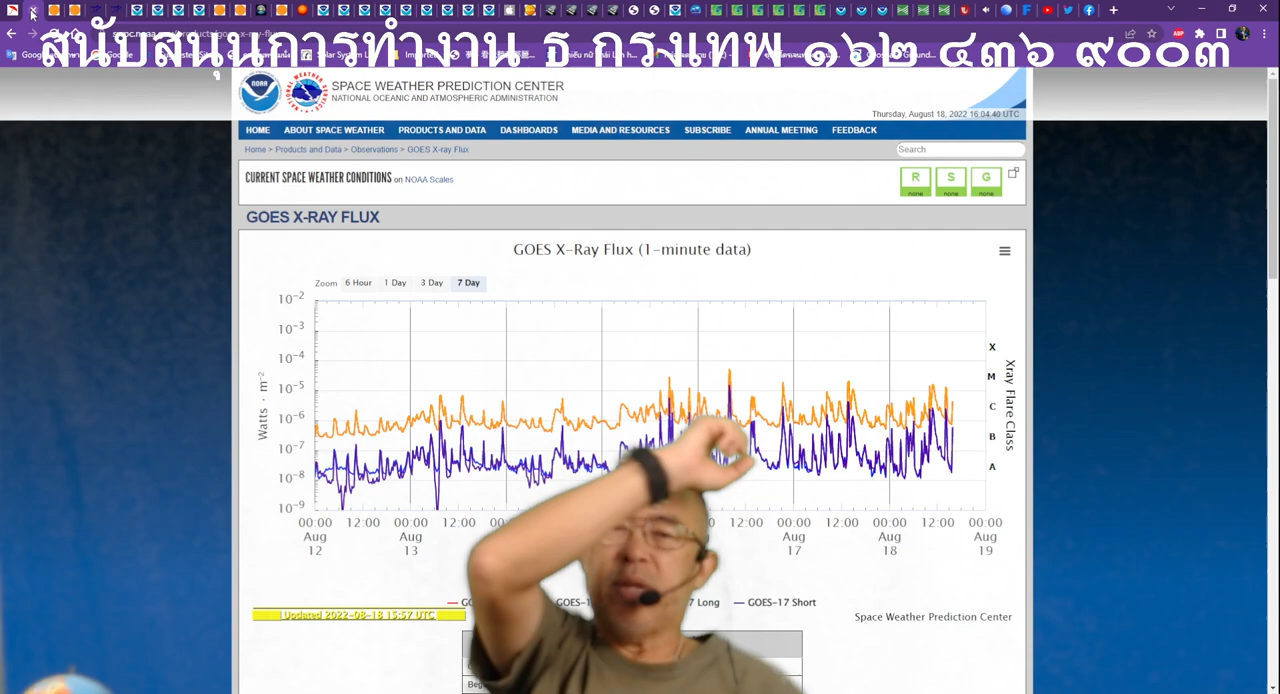 สนับสนุนการทำงาน ธ.กรุงเทพ ๑๖๒ ๔๓๖ ๙๐๐๓
SPACE WEATHER PREDICTION CENTER
NATIONAL OCEANIC AND ATMOSPHERIC ADMINISTRATION
Thursday, August 18, 2022 16:04:40 UTC
HOME ABOUT SPACE WEATHER PRODUCTS AND DATA DASHBOARDS MEDIA AND RESOURCES SUBSCRIBE ANNUAL MEETING FEEDBACK
Home > Products and Data > Observations > GOES X-ray Flux
Search
CURRENT SPACE WEATHER CONDITIONS on NOAA Scales
R S G
none none none
GOES X-RAY FLUX
GOES X-Ray Flux (1-minute data)
Zoom 6 Hour 1 Day 3 Day 7 Day
10⁻²
10⁻³
10⁻⁴
10⁻⁵
10⁻⁶
10⁻⁷
10⁻⁸
10⁻⁹
Watts · m⁻²
X
M
C
B
A
Xray Flare Class
00:00 12:00 00:00 12:00 00:00 12:00 00:00 12:00 00:00 12:00 00:00
Aug Aug Aug Aug Aug
12 13 17 18 19
GOES-17 Short
Updated 2022-08-18 15:57 UTC
Space Weather Prediction Center